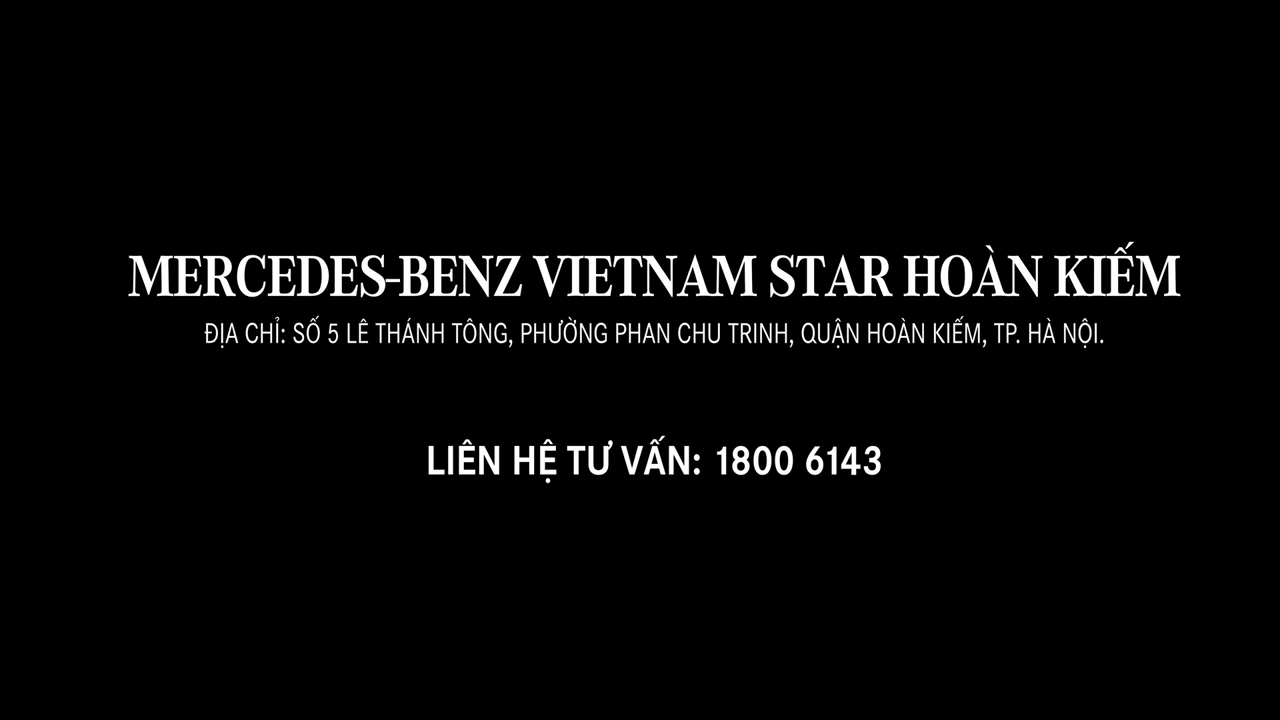 MERCEDES-BENZ VIETNAM STAR HOÀN KIẾM
ĐỊA CHỈ: SỐ 5 LÊ THÁNH TÔNG, PHƯỜNG PHAN CHU TRINH, QUẬN HOÀN KIẾM, TP. HÀ NỘI.
LIÊN HỆ TƯ VẤN: 1800 6143